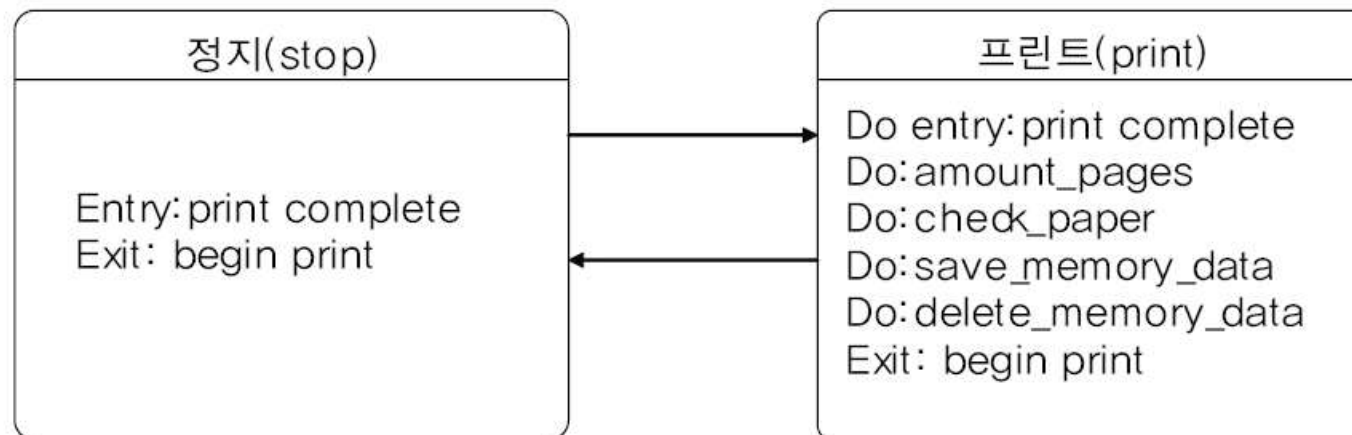 정지(stop)
Entry:print complete
Exit: begin print
프린트(print)
Do entry:print complete
Do:amount_pages
Do:check_paper
Do:save_memory_data
Do:delete_memory_data
Exit: begin print